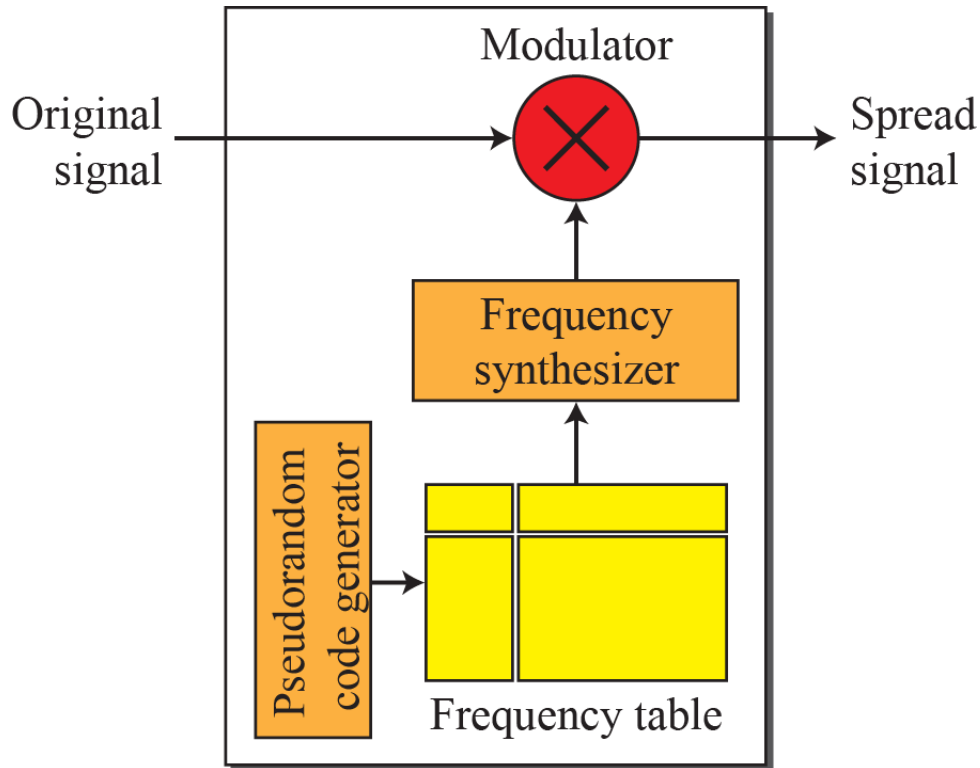 Modulator
Original
signal
Spread
signal
Frequency
synthesizer
Pseudorandom
code generator
Frequency table